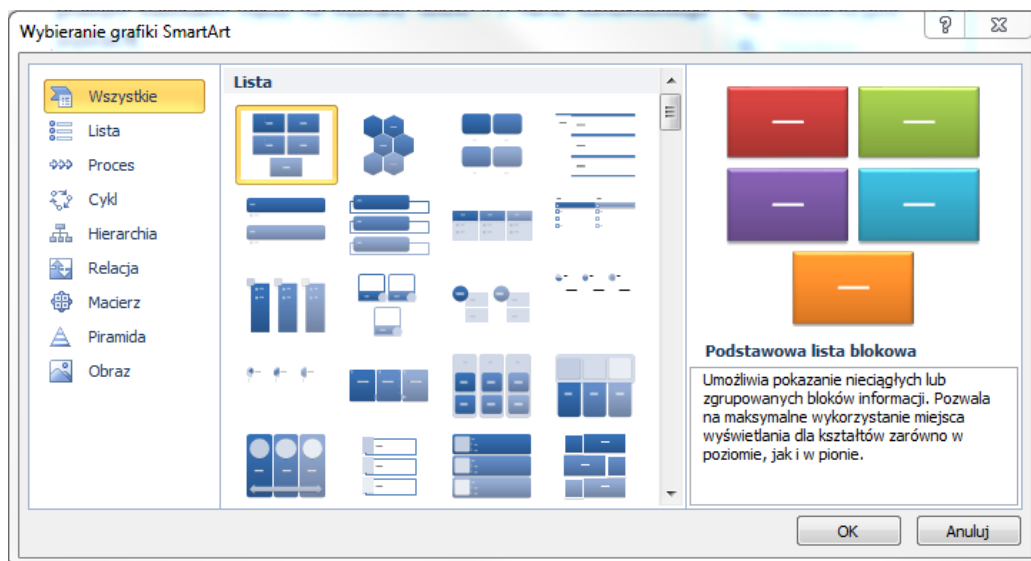 Wybieranie grafiki SmartArt
Wszystkie
Lista
Proces
Cykl
Hierarchia
Relacja
Macierz
Piramida
Obraz
Lista
Podstawowa lista blokowa
Umożliwia pokazanie nieciągłych lub
zgrupowanych bloków informacji. Pozwala
na maksymalne wykorzystanie miejsca
wyświetlania dla kształtów zarówno w
poziomie, jak i w pionie.
OK
Anuluj